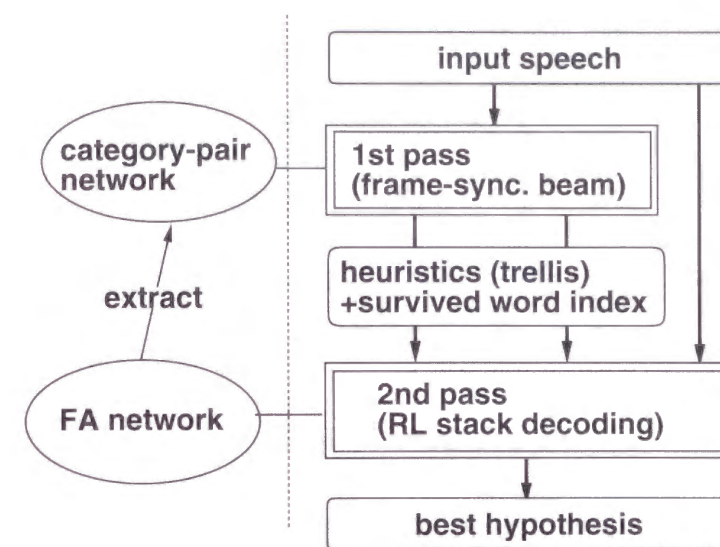 input speech
category-pair
network
1st pass
(frame-sync. beam)
heuristics (trellis)
+survived word index
extract
2nd pass
(RL stack decoding)
FA network
best hypothesis